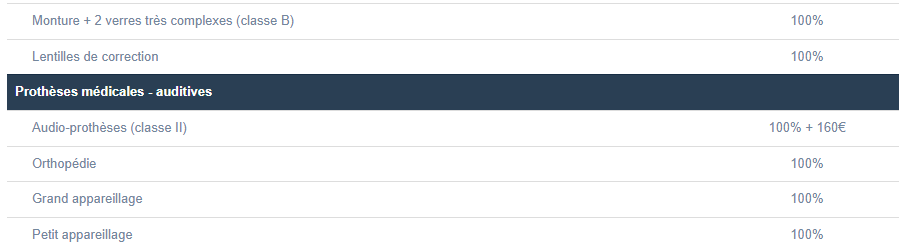 Monture + 2 verres très complexes (classe B) 100%
Lentilles de correction 100%
Prothèses médicales - auditives
Audio-prothèses (classe II) 100% + 160€
Orthopédie 100%
Grand appareillage 100%
Petit appareillage 100%